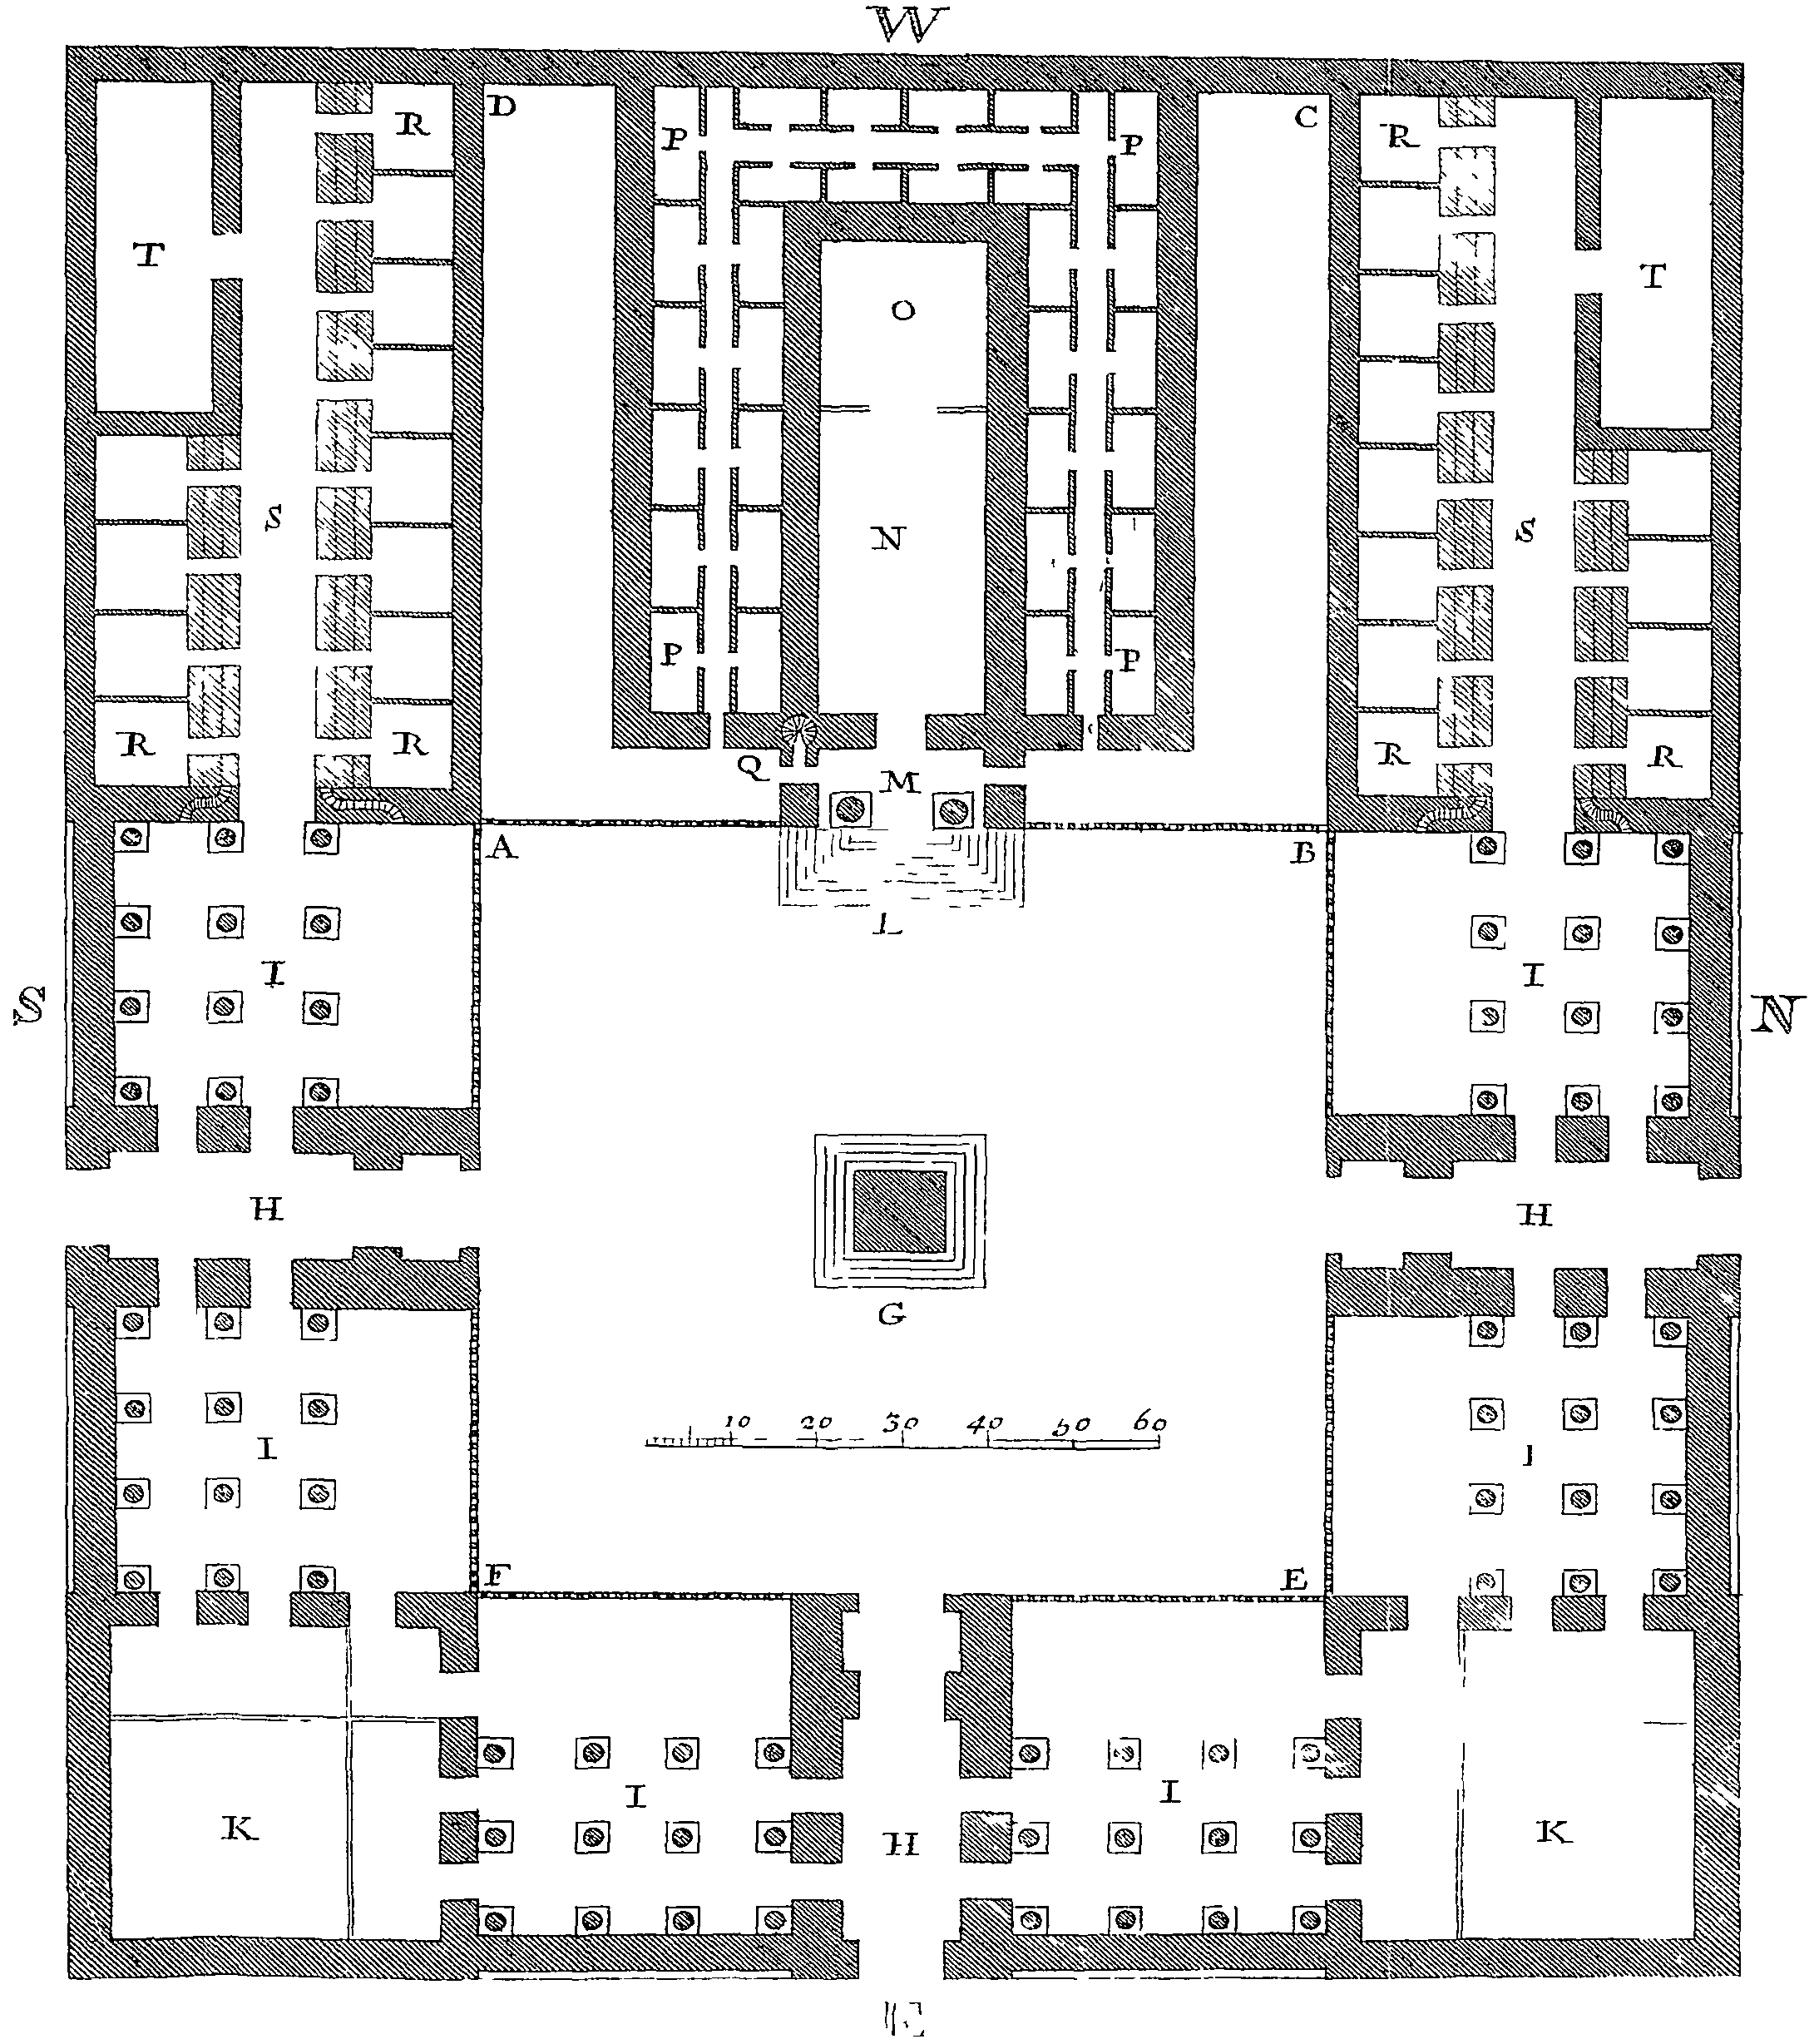 W
D C
R R
P P
T T
O
S S
N
P P
R R R R
Q M
A B
L
I I
S N
H H
G
10 20 30 40 50 60
I I
F E
I I
K H K
E